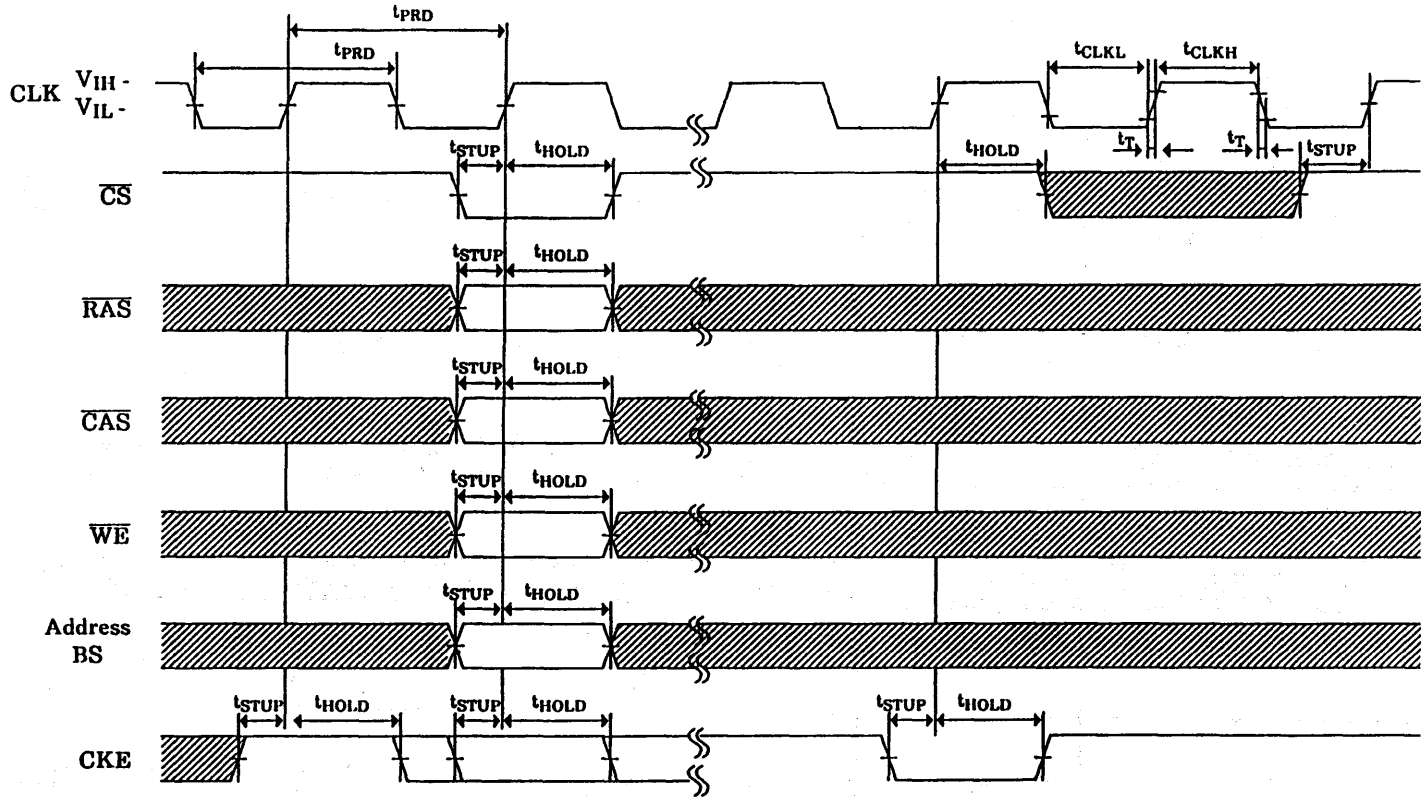 tPRD
tPRD
tCLKL tCLKH
CLK VIH -
VIL -
tSTUP tHOLD tHOLD tT tT tSTUP
CS
tSTUP tHOLD
RAS
tSTUP tHOLD
CAS
tSTUP tHOLD
WE
tSTUP tHOLD
Address
BS
tSTUP tHOLD tSTUP tHOLD tSTUP tHOLD
CKE